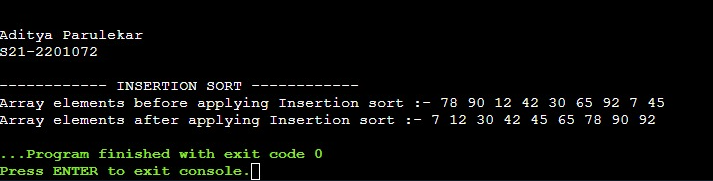 Aditya Parulekar
S21-2201072
------------ INSERTION SORT ------------
Array elements before applying Insertion sort :- 78 90 12 42 30 65 92 7 45
Array elements after applying Insertion sort :- 7 12 30 42 45 65 78 90 92
...Program finished with exit code 0
Press ENTER to exit console.